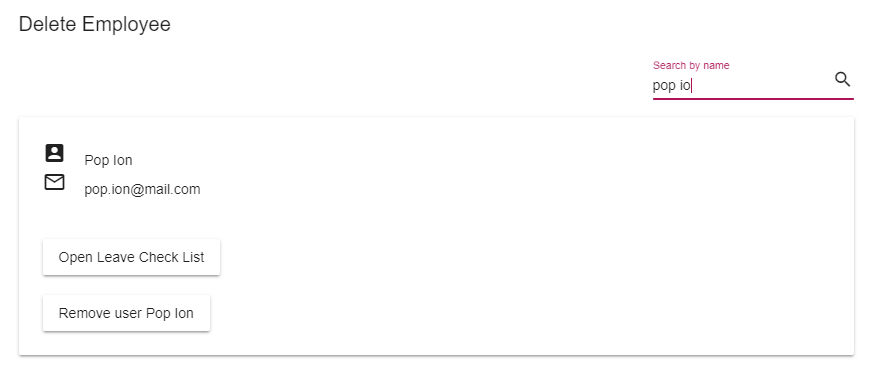 Delete Employee
Search by name
pop io
Pop Ion
pop.ion@mail.com
Open Leave Check List
Remove user Pop Ion